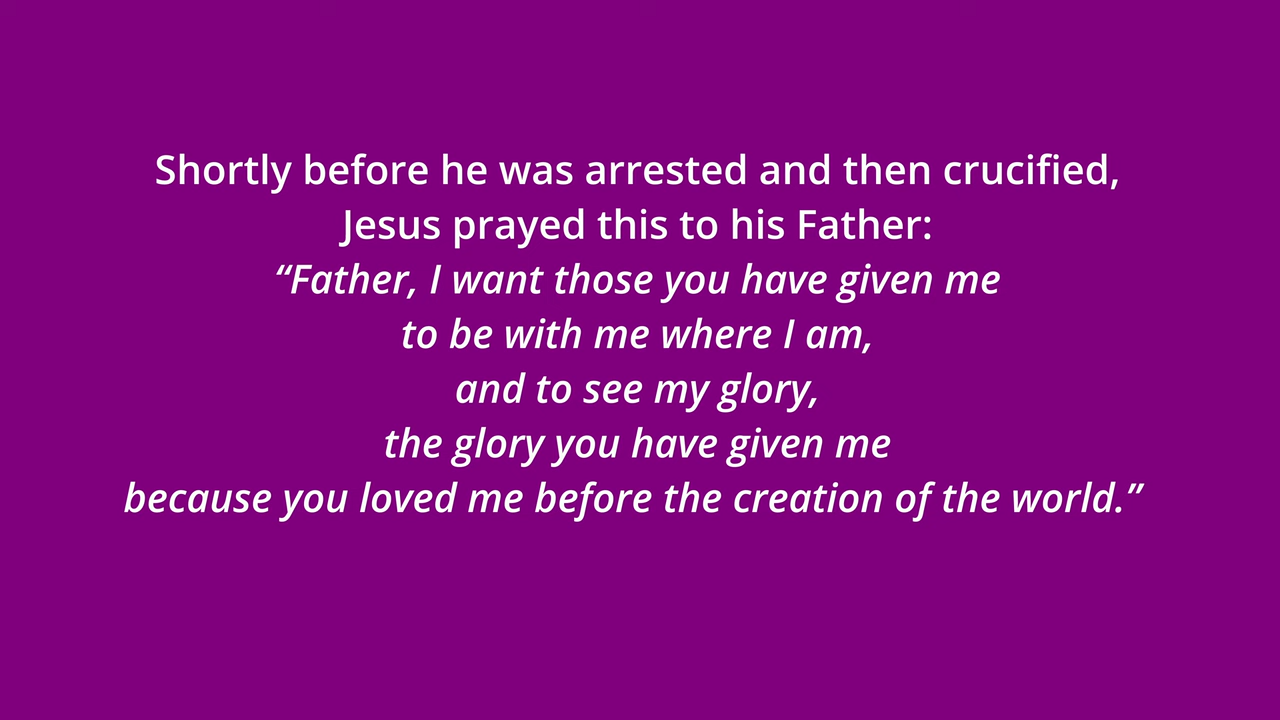 Shortly before he was arrested and then crucified,
Jesus prayed this to his Father:
“Father, I want those you have given me
to be with me where I am,
and to see my glory,
the glory you have given me
because you loved me before the creation of the world.”